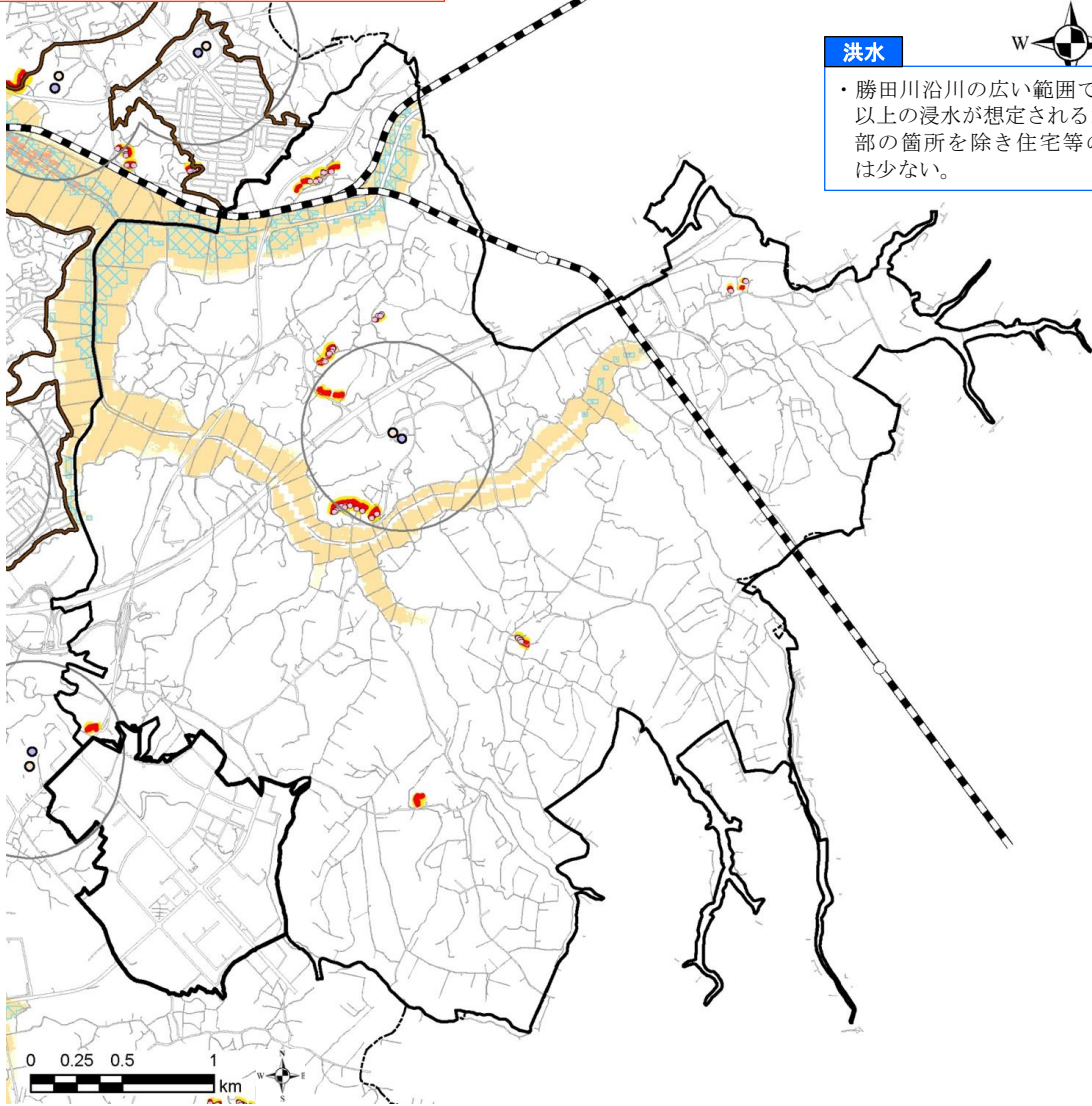 W
洪水
・勝田川沿川の広い範囲で
以上の浸水が想定される
部の箇所を除き住宅等の
は少ない。
0 0.25 0.5 1
km
N
W E
S